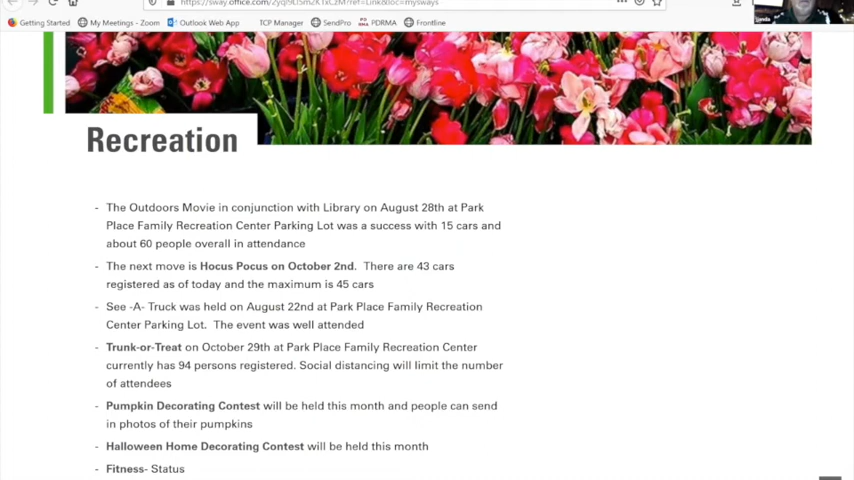 Getting Started My Meetings - Zoom Outlook Web App TCP Manager SendPro PDRMA Frontline
Recreation
- The Outdoors Movie in conjunction with Library on August 28th at Park
Place Family Recreation Center Parking Lot was a success with 15 cars and
about 60 people overall in attendance
- The next move is Hocus Pocus on October 2nd. There are 43 cars
registered as of today and the maximum is 45 cars
- See -A- Truck was held on August 22nd at Park Place Family Recreation
Center Parking Lot. The event was well attended
- Trunk-or-Treat on October 29th at Park Place Family Recreation Center
currently has 94 persons registered. Social distancing will limit the number
of attendees
- Pumpkin Decorating Contest will be held this month and people can send
in photos of their pumpkins
- Halloween Home Decorating Contest will be held this month
- Fitness- Status